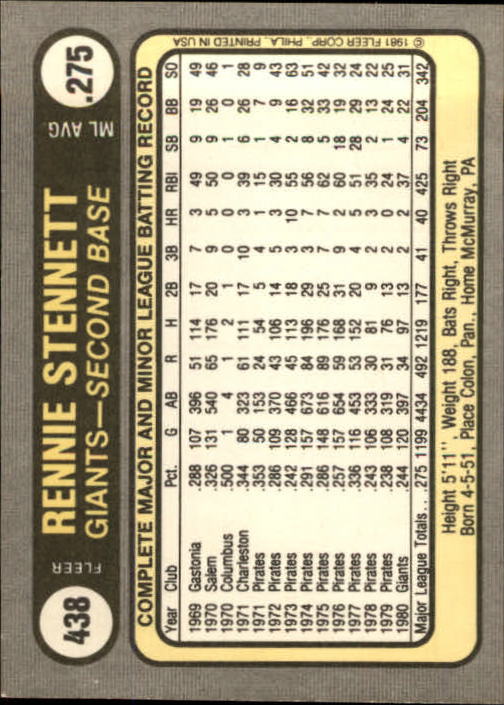 438
FLEER
RENNIE STENNETT
GIANTS—SECOND BASE
ML AVG
.275
COMPLETE MAJOR AND MINOR LEAGUE BATTING RECORD
Year Club Pct. G AB R H 2B 3B HR RBI SB BB SO
1969 Gastonia .288 107 396 51 114 17 7 3 49 9 19 49
1970 Salem .326 131 540 65 176 20 9 5 50 9 26 46
1970 Columbus .500 1 4 1 2 1 0 0 0 1 0 1
1971 Charleston .344 80 323 61 111 17 10 3 39 6 26 28
1971 Pirates .353 50 153 24 54 5 4 1 15 1 7 9
1972 Pirates .286 109 370 43 106 14 5 3 30 4 9 43
1973 Pirates .242 128 466 45 113 18 3 10 55 2 16 63
1974 Pirates .291 157 673 84 196 29 3 7 56 8 32 51
1975 Pirates .286 148 616 89 176 25 7 7 62 5 33 42
1976 Pirates .257 157 654 59 168 31 9 2 60 18 19 32
1977 Pirates .336 116 453 53 152 20 4 5 51 28 29 24
1978 Pirates .243 106 333 30 81 9 2 3 35 2 13 22
1979 Pirates .238 108 319 31 76 13 2 0 24 1 24 25
1980 Giants .244 120 397 34 97 13 2 2 37 4 22 31
Major League Totals... .275 1199 4434 492 1219 177 41 40 425 73 204 342
Height 5'11", Weight 188, Bats Right, Throws Right
Born 4-5-51, Place Colon, Pan., Home McMurray, PA
© 1981 FLEER CORP., PHILA., PRINTED IN USA